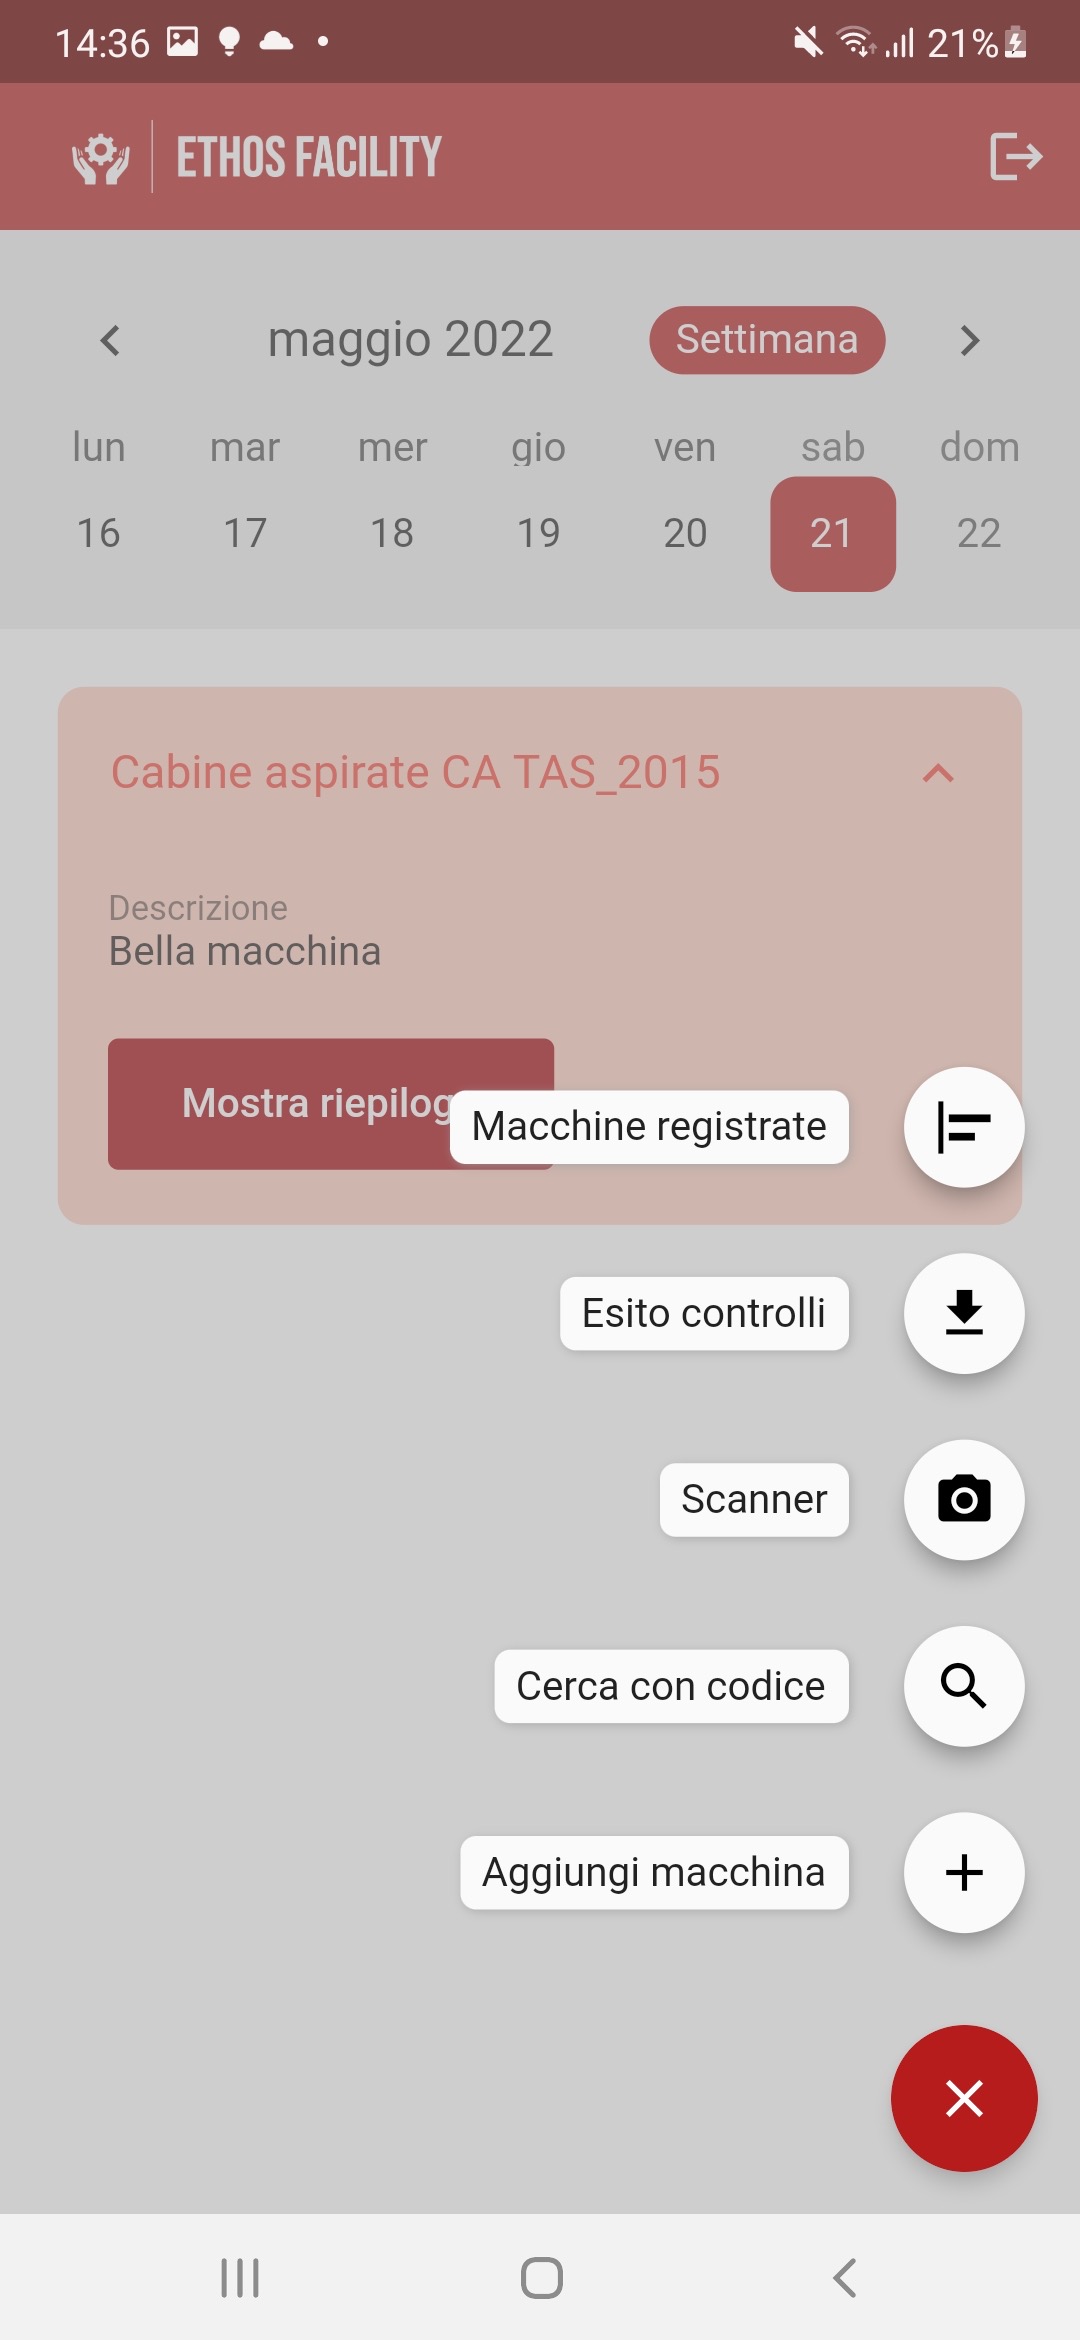 14:36
21%
ETHOS FACILITY
maggio 2022
Settimana
lun mar mer gio ven sab dom
16 17 18 19 20 21 22
Cabine aspirate CA TAS_2015
Descrizione
Bella macchina
Mostra riepilog
Macchine registrate
Esito controlli
Scanner
Cerca con codice
Aggiungi macchina